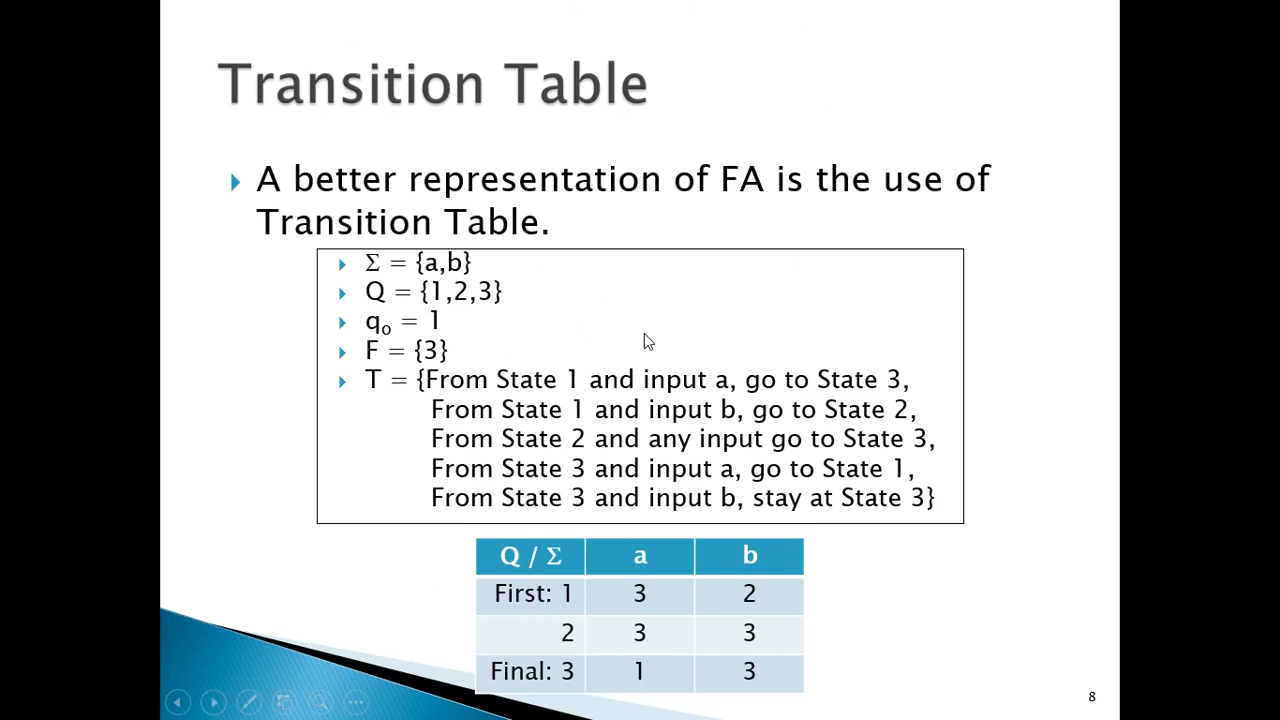 Transition Table
A better representation of FA is the use of
Transition Table.
Σ = {a,b}
Q = {1,2,3}
q₀ = 1
F = {3}
T = {From State 1 and input a, go to State 3,
From State 1 and input b, go to State 2,
From State 2 and any input go to State 3,
From State 3 and input a, go to State 1,
From State 3 and input b, stay at State 3}
Q / Σ a b
First: 1 3 2
2 3 3
Final: 3 1 3
8